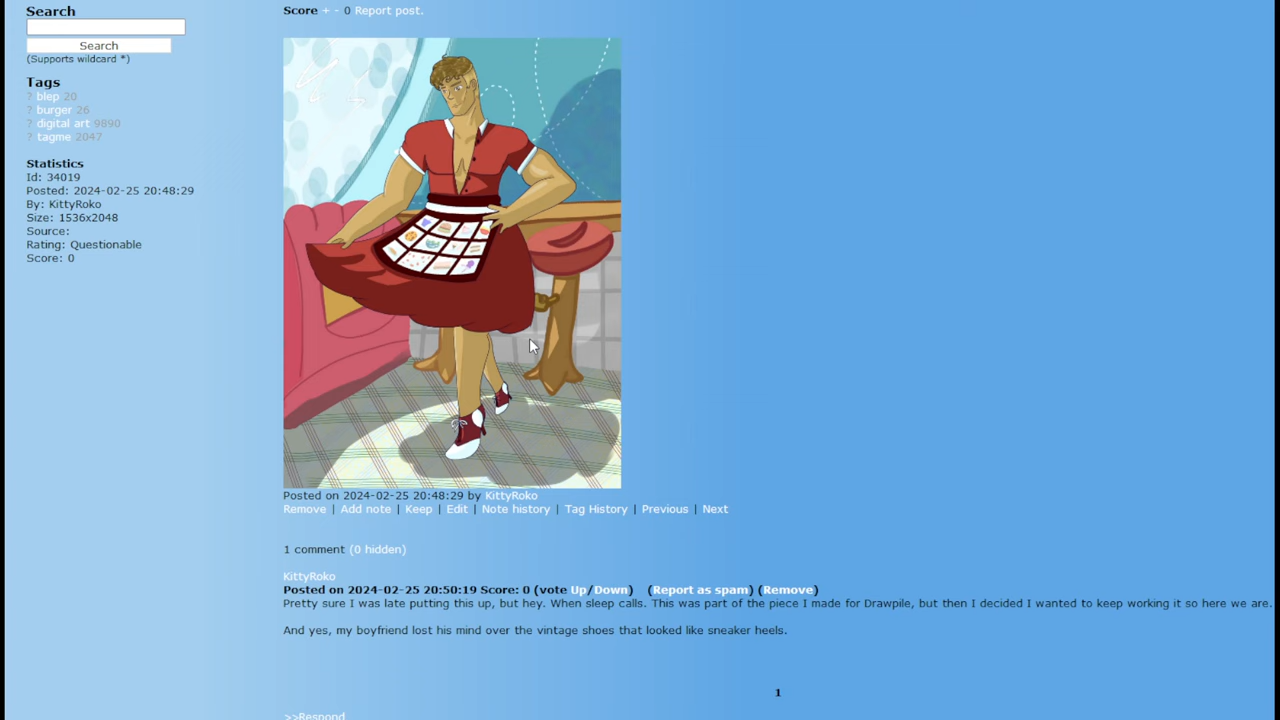 Search
Search
(Supports wildcard *)
Tags
? blep 20
? burger 26
? digital art 9890
? tagme 2047
Statistics
Id: 34019
Posted: 2024-02-25 20:48:29
By: KittyRoko
Size: 1536x2048
Source:
Rating: Questionable
Score: 0
Score + - 0 Report post.
Posted on 2024-02-25 20:48:29 by KittyRoko
Remove | Add note | Keep | Edit | Note history | Tag History | Previous | Next
1 comment (0 hidden)
KittyRoko
Posted on 2024-02-25 20:50:19 Score: 0 (vote Up/Down) (Report as spam) (Remove)
Pretty sure I was late putting this up, but hey. When sleep calls. This was part of the piece I made for Drawpile, but then I decided I wanted to keep working it so here we are.
And yes, my boyfriend lost his mind over the vintage shoes that looked like sneaker heels.
1
>>Respond